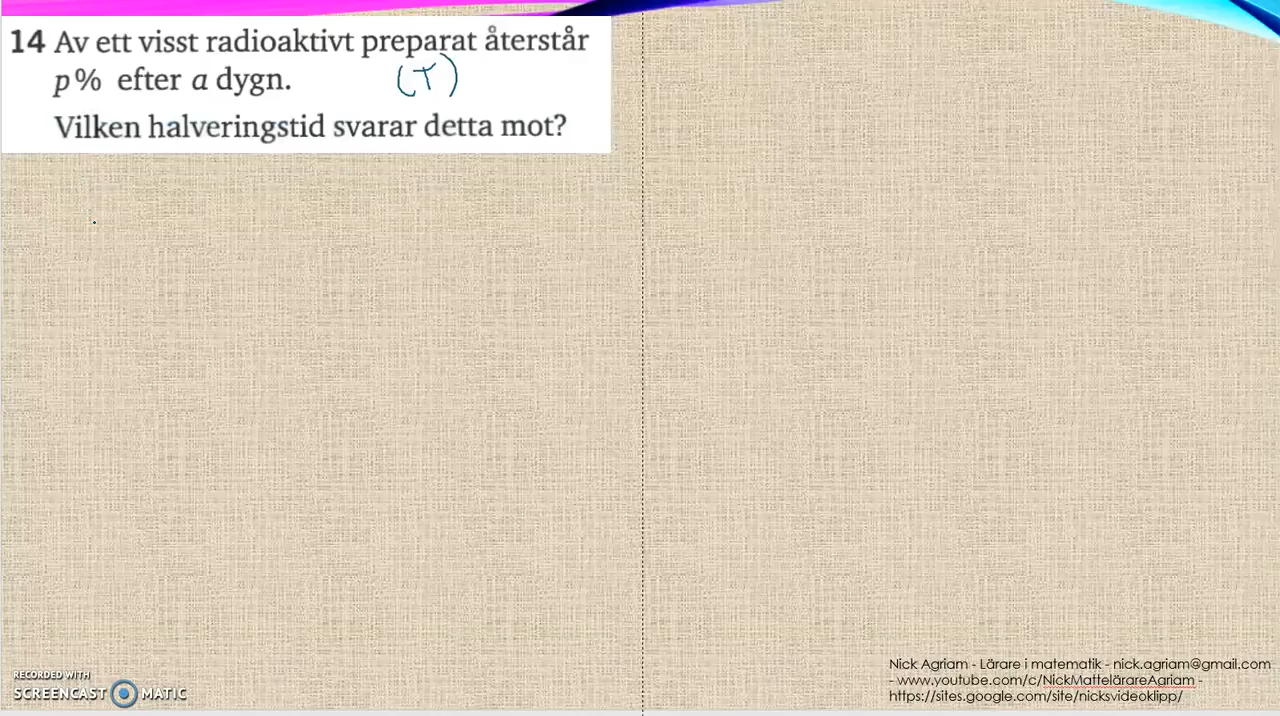 14 Av ett visst radioaktivt preparat återstår
p% efter a dygn.
(T)
Vilken halveringstid svarar detta mot?
RECORDED WITH
SCREENCAST MATIC
Nick Agriam - Lärare i matematik - nick.agriam@gmail.com
- www.youtube.com/c/NickMattelärareAgriam -
https://sites.google.com/site/nicksvideoklipp/